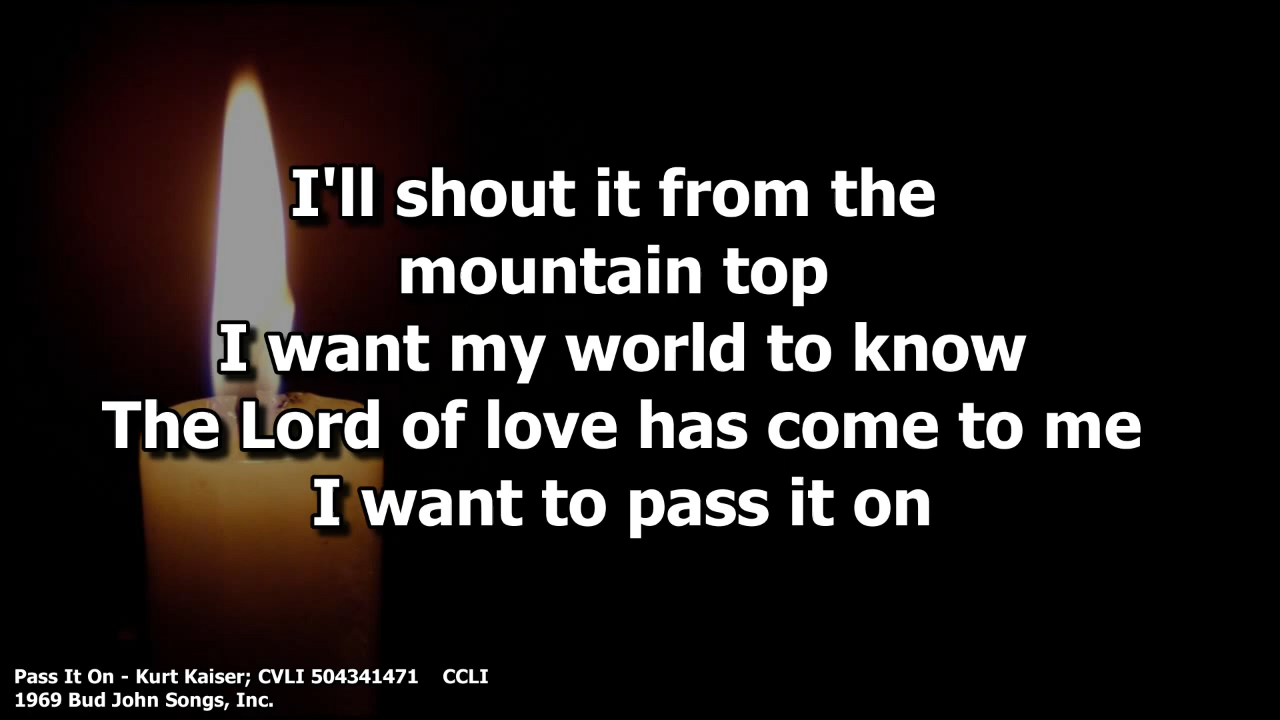 I'll shout it from the
mountain top
I want my world to know
The Lord of love has come to me
I want to pass it on
Pass It On - Kurt Kaiser; CVLI 504341471    CCLI
1969 Bud John Songs, Inc.